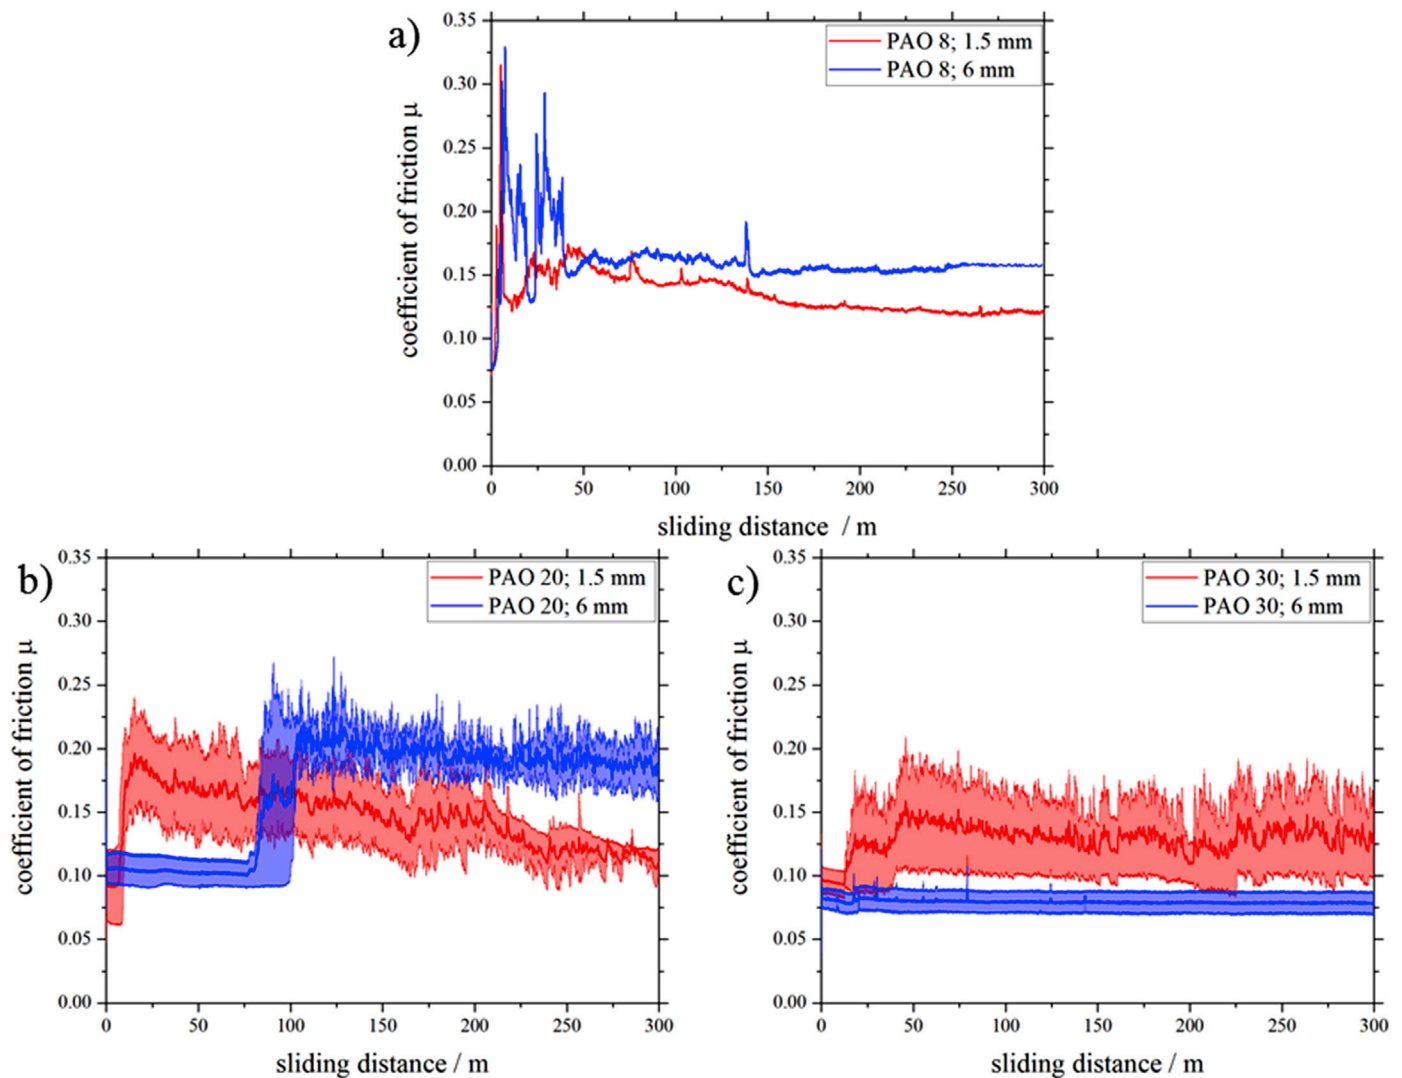 a)
PAO 8; 1.5 mm
PAO 8; 6 mm
coefficient of friction μ
0.35
0.30
0.25
0.20
0.15
0.10
0.05
0.00
0 50 100 150 200 250 300
sliding distance / m
b)
PAO 20; 1.5 mm
PAO 20; 6 mm
coefficient of friction μ
0.35
0.30
0.25
0.20
0.15
0.10
0.05
0.00
0 50 100 150 200 250 300
sliding distance / m
c)
PAO 30; 1.5 mm
PAO 30; 6 mm
coefficient of friction μ
0.35
0.30
0.25
0.20
0.15
0.10
0.05
0.00
0 50 100 150 200 250 300
sliding distance / m